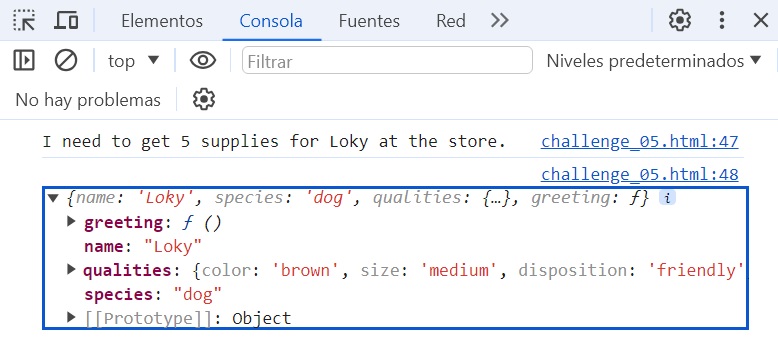 Elementos Consola Fuentes Red
top Filtrar Niveles predeterminados
No hay problemas
I need to get 5 supplies for Loky at the store. challenge_05.html:47
challenge_05.html:48
{name: 'Loky', species: 'dog', qualities: {…}, greeting: ƒ} i
greeting: ƒ ()
name: "Loky"
qualities: {color: 'brown', size: 'medium', disposition: 'friendly'
species: "dog"
[[Prototype]]: Object